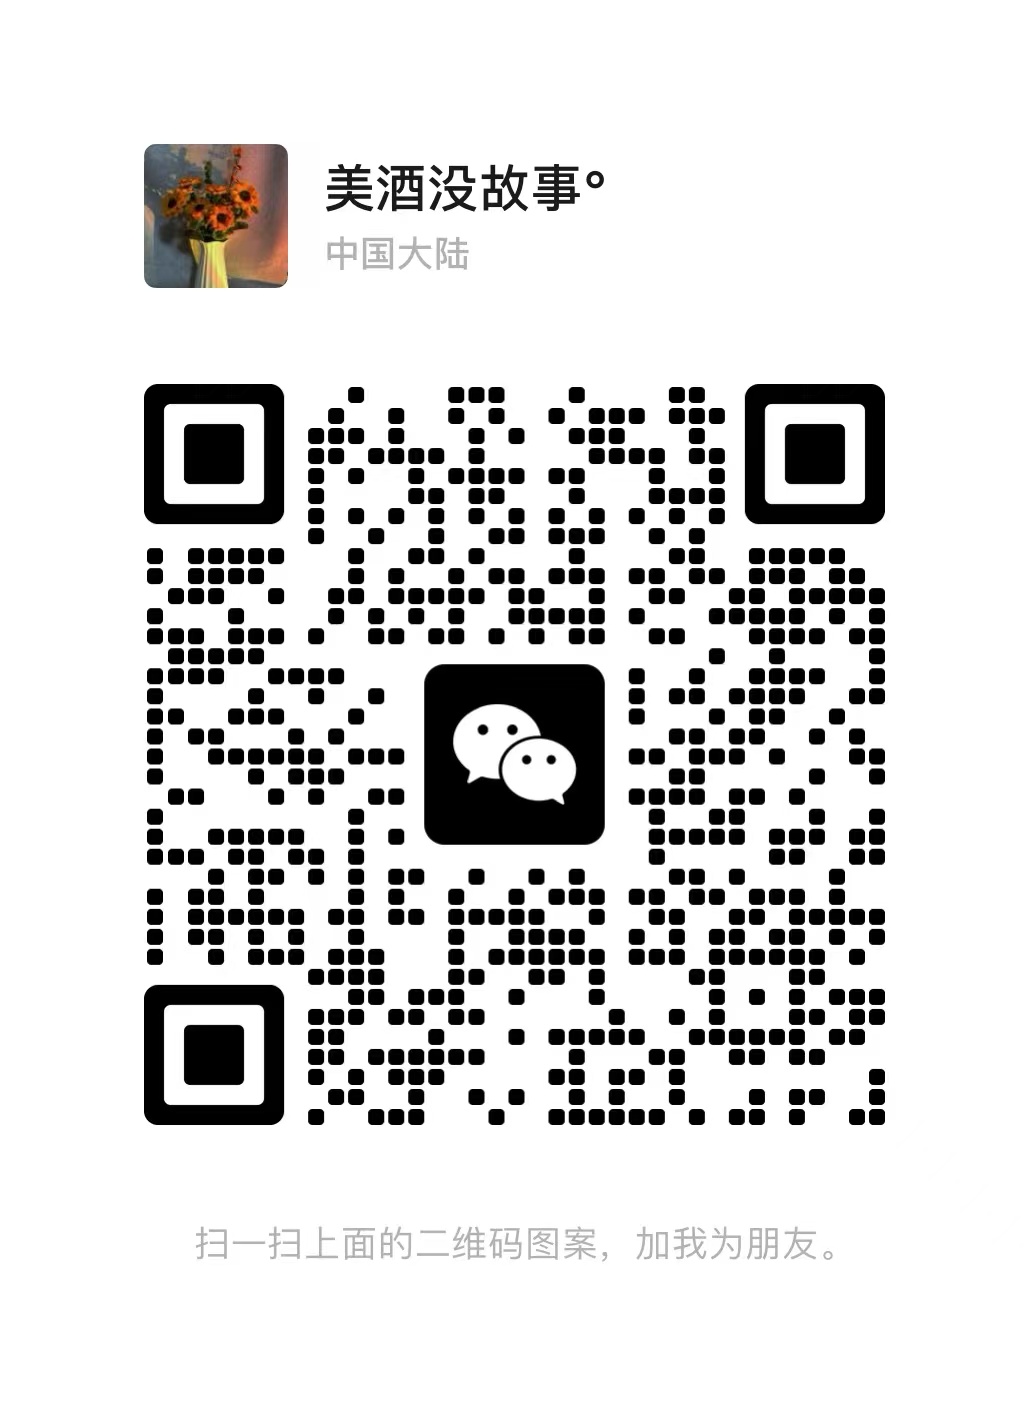 美酒没故事°
中国大陆
扫一扫上面的二维码图案，加我为朋友。